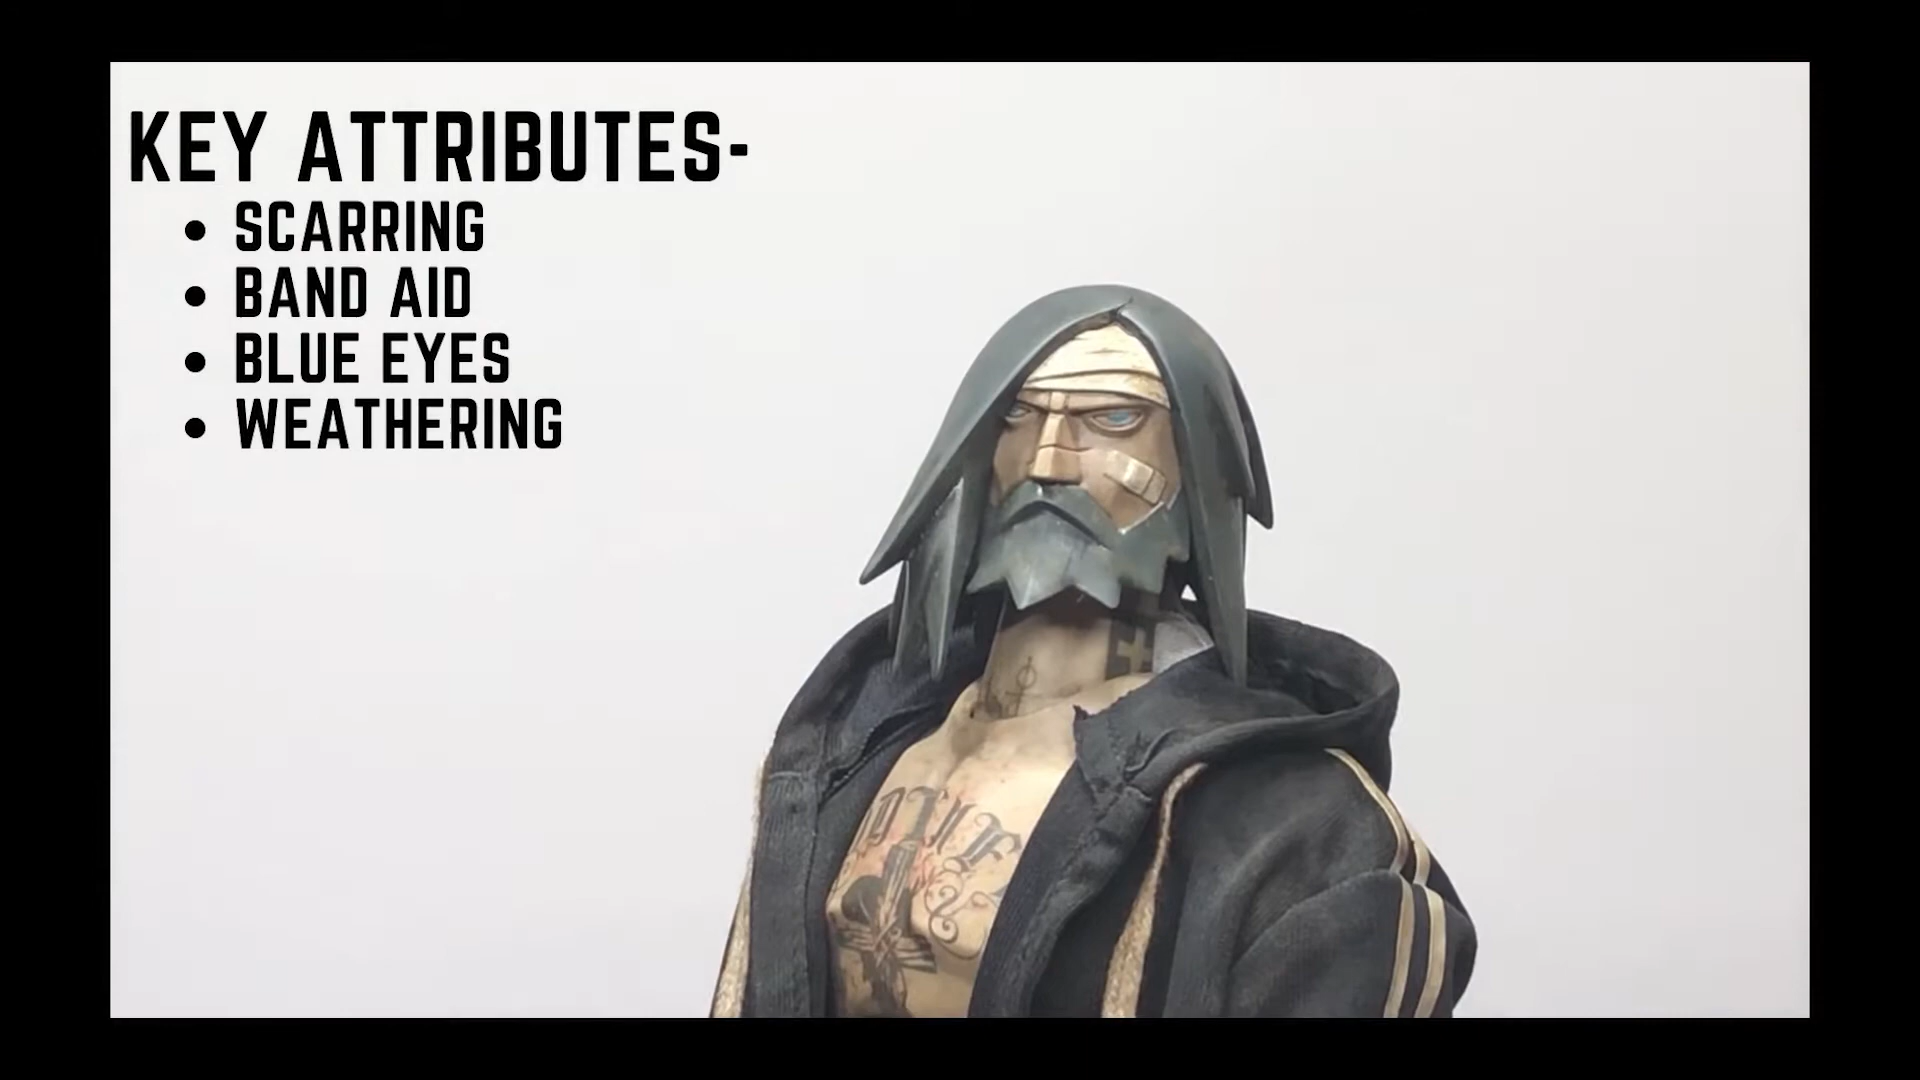 KEY ATTRIBUTES-
• SCARRING
• BAND AID
• BLUE EYES
• WEATHERING